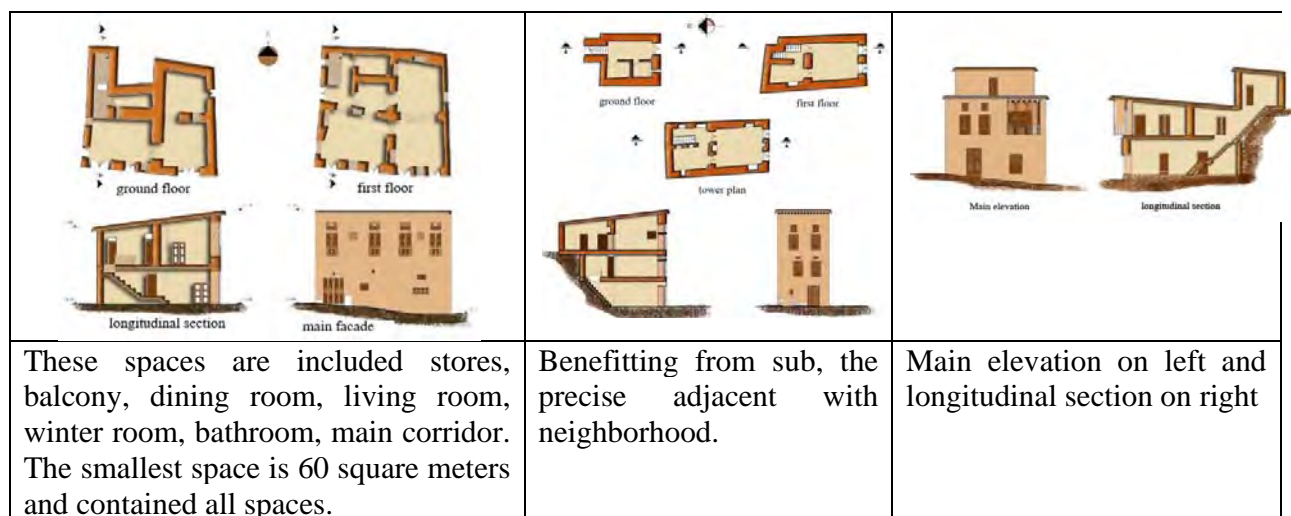 ground floor
first floor
longitudinal section
main facade
ground floor
first floor
tower plan
Main elevation
longitudinal section
These spaces are included stores,
balcony, dining room, living room,
winter room, bathroom, main corridor.
The smallest space is 60 square meters
and contained all spaces.
Benefitting from sub, the
precise adjacent with
neighborhood.
Main elevation on left and
longitudinal section on right